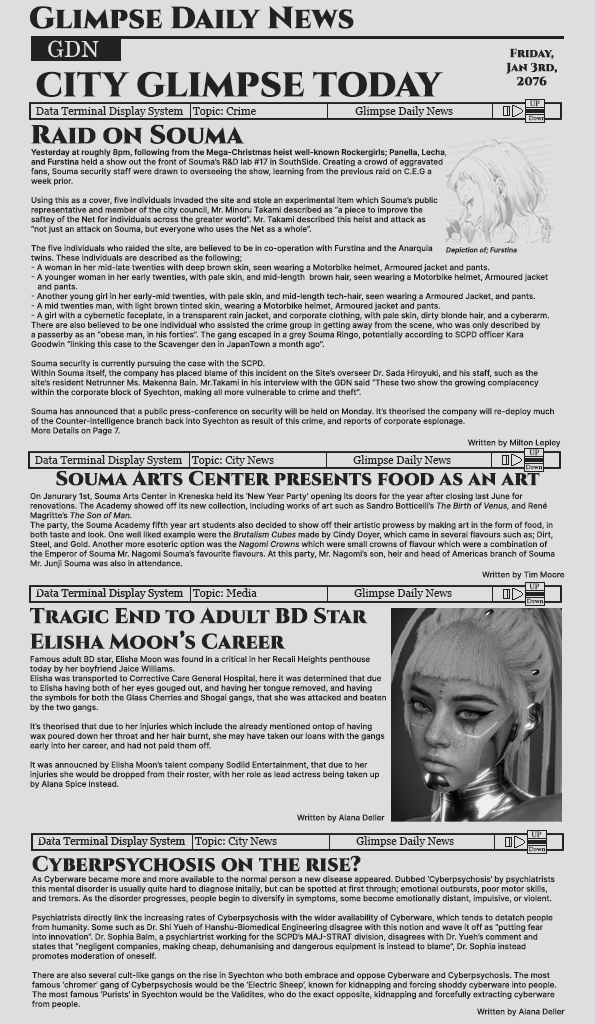 GLIMPSE DAILY NEWS
GDN
CITY GLIMPSE TODAY
FRIDAY,
JAN 3RD,
2076
Data Terminal Display System Topic: Crime Glimpse Daily News UP Down
RAID ON SOUMA
Yesterday at roughly 8pm, following from the Mega-Christmas heist well-known Rockergirls; Panella, Lecha,
and Furstina held a show out the front of Souma's R&D lab #17 in SouthSide. Creating a crowd of aggravated
fans, Souma security staff were drawn to overseeing the show, learning from the previous raid on C.E.G a
week prior.
Using this as a cover, five individuals invaded the site and stole an experimental item which Souma's public
representative and member of the city council, Mr. Minoru Takami described as "a piece to improve the
saftey of the Net for individuals across the greater world". Mr. Takami described this heist and attack as
"not just an attack on Souma, but everyone who uses the Net as a whole".
Depiction of; Furstina
The five individuals who raided the site, are believed to be in co-operation with Furstina and the Anarquia
twins. These individuals are described as the following;
- A woman in her mid-late twenties with deep brown skin, seen wearing a Motorbike helmet, Armoured jacket and pants.
- A younger woman in her early twenties, with pale skin, and mid-length brown hair, seen wearing a Motorbike helmet, Armoured jacket and
pants.
- Another young girl in her early-mid twenties, with pale skin, and mid-length tech-hair, seen wearing a Armoured Jacket, and pants.
- A mid twenties man, with light brown tinted skin, wearing a Motorbike helmet, Armoured jacket and pants.
- A girl with a cybernetic faceplate, in a transparent rain jacket, and corporate clothing, with pale skin, dirty blonde hair, and a cyberarm.
There are also believed to be one individual who assisted the crime group in getting away from the scene, who was only described by
a passerby as an "obese man, in his forties". The gang escaped in a grey Souma Ringo, potentially according to SCPD officer Kara
Goodwin "linking this case to the Scavenger den in JapanTown a month ago".
Souma security is currently pursuing the case with the SCPD.
Within Souma itself, the company has placed blame of this incident on the Site's overseer Dr. Sada Hiroyuki, and his staff, such as the
site's resident Netrunner Ms. Makenna Bain. Mr.Takami in his interview with the GDN said "These two show the growing complacency
within the corporate block of Syechton, making all more vulnerable to crime and theft".
Souma has announced that a public press-conference on security will be held on Monday. It's theorised the company will re-deploy much
of the Counter-Intelligence branch back into Syechton as result of this crime, and reports of corporate espionage.
More Details on Page 7.
Written by Milton Lepley
Data Terminal Display System Topic: City News Glimpse Daily News UP Down
SOUMA ARTS CENTER PRESENTS FOOD AS AN ART
On Janurary 1st, Souma Arts Center in Kreneska held its 'New Year Party' opening its doors for the year after closing last June for
renovations. The Academy showed off its new collection, including works of art such as Sandro Botticelli's The Birth of Venus, and René
Magritte's The Son of Man.
The party, the Souma Academy fifth year art students also decided to show off their artistic prowess by making art in the form of food, in
both taste and look. One well liked example were the Brutalism Cubes made by Cindy Doyer, which came in several flavours such as; Dirt,
Steel, and Gold. Another more esoteric option was the Nagomi Crowns which were small crowns of flavour which were a combination of
the Emperor of Souma Mr. Nagomi Souma's favourite flavours. At this party, Mr. Nagomi's son, heir and head of Americas branch of Souma
Mr. Junji Souma was also in attendance.
Written by Tim Moore
Data Terminal Display System Topic: Media Glimpse Daily News UP Down
TRAGIC END TO ADULT BD STAR
ELISHA MOON'S CAREER
Famous adult BD star, Elisha Moon was found in a critical in her Recali Heights penthouse
today by her boyfriend Jaice Williams.
Elisha was transported to Corrective Care General Hospital, here it was determined that due
to Elisha having both of her eyes gouged out, and having her tongue removed, and having
the symbols for both the Glass Cherries and Shogai gangs, that she was attacked and beaten
by the two gangs.
It's theorised that due to her injuries which include the already mentioned ontop of having
wax poured down her throat and her hair burnt, she may have taken our loans with the gangs
early into her career, and had not paid them off.
It was annoucned by Elisha Moon's talent company Sodlid Entertainment, that due to her
injuries she would be dropped from their roster, with her role as lead actress being taken up
by Alana Spice instead.
Written by Alana Deller
Data Terminal Display System Topic: City News Glimpse Daily News UP Down
CYBERPSYCHOSIS ON THE RISE?
As Cyberware became more and more available to the normal person a new disease appeared. Dubbed 'Cyberpsychosis' by psychiatrists
this mental disorder is usually quite hard to diagnose initally, but can be spotted at first through; emotional outbursts, poor motor skills,
and tremors. As the disorder progresses, people begin to diversify in symptoms, some become emotionally distant, impulsive, or violent.
Psychiatrists directly link the increasing rates of Cyberpsychosis with the wider availability of Cyberware, which tends to detatch people
from humanity. Some such as Dr. Shi Yueh of Hanshu-Biomedical Engineering disagree with this notion and wave it off as "putting fear
into innovation". Dr. Sophia Balm, a psychiartrist working for the SCPD's MAJ-STRAT division, disagrees with Dr. Yueh's comment and
states that "negligent companies, making cheap, dehumanising and dangerous equipment is instead to blame", Dr. Sophia instead
promotes moderation of oneself.
There are also several cult-like gangs on the rise in Syechton who both embrace and oppose Cyberware and Cyberpsychosis. The most
famous 'chromer' gang of Cyberpsychosis would be the 'Electric Sheep', known for kidnapping and forcing shoddy cyberware into people.
The most famous 'Purists' in Syechton would be the Validites, who do the exact opposite, kidnapping and forcefully extracting cyberware
from people.
Written by Alana Deller